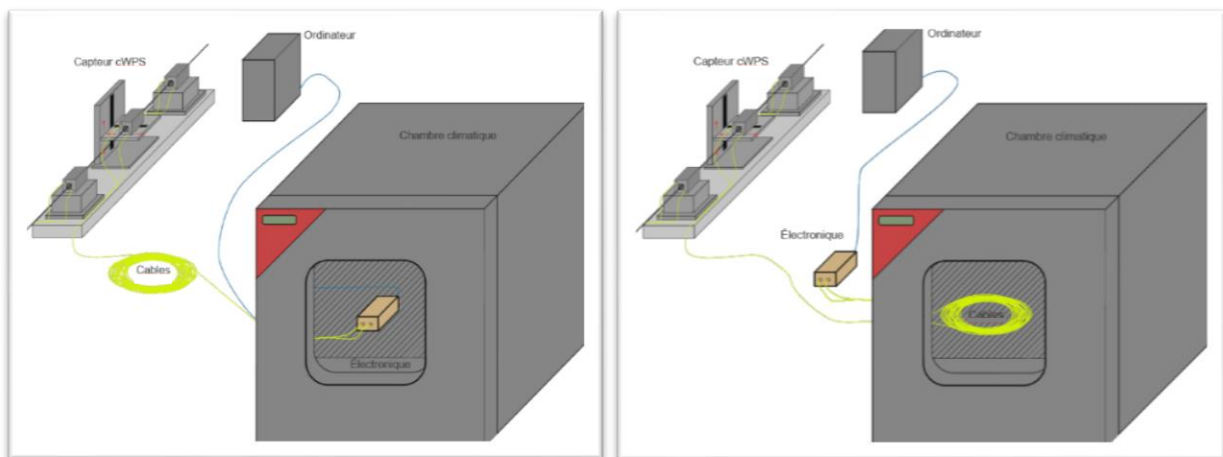 Ordinateur
Capteur cWPS
Chambre climatique
Cables
Électronique
Ordinateur
Capteur cWPS
Chambre climatique
Électronique
Cables